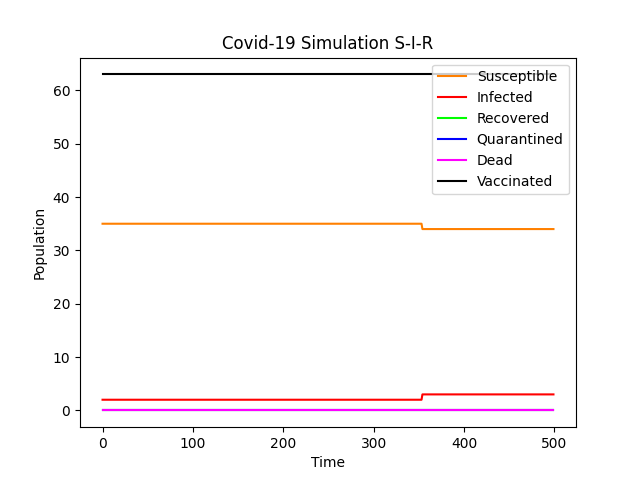 Covid-19 Simulation S-I-R
Susceptible
Infected
Recovered
Quarantined
Dead
Vaccinated
Population
60
50
40
30
20
10
0
0 100 200 300 400 500
Time